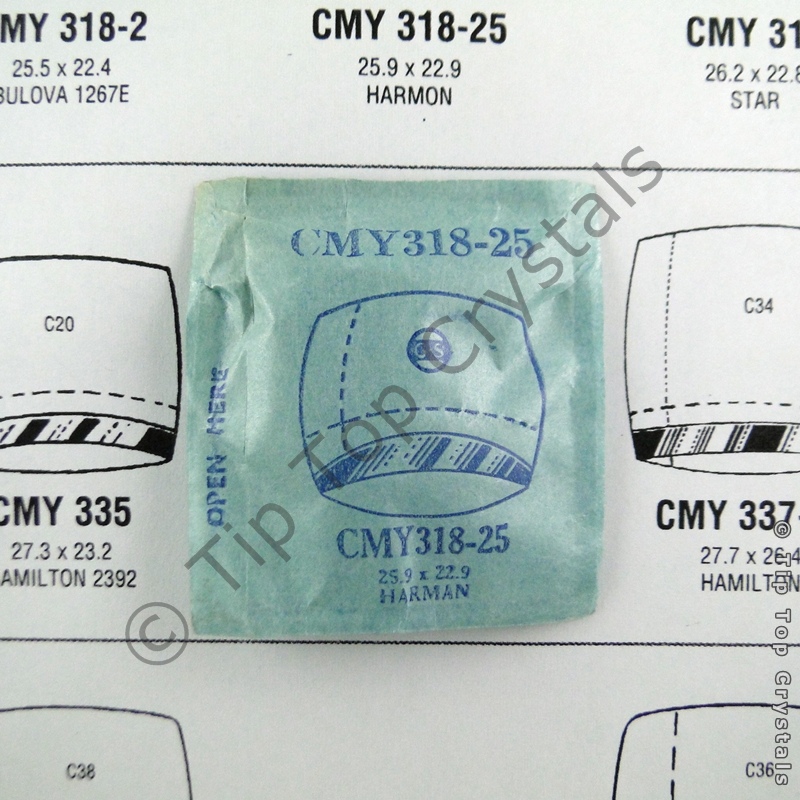 MY 318-2
25.5 x 22.4
BULOVA 1267E
CMY 318-25
25.9 x 22.9
HARMON
CMY 31
26.2 x 22.8
STAR
C20
CMY 335
27.3 x 23.2
AMILTON 2392
CMY318-25
GS
OPEN HERE
CMY318-25
25.9 x 22.9
HARMAN
C34
CMY 337-
27.7 x 26.4
HAMILTON
C38
C36
© Tip Top Crystals
© Tip Top Crystals